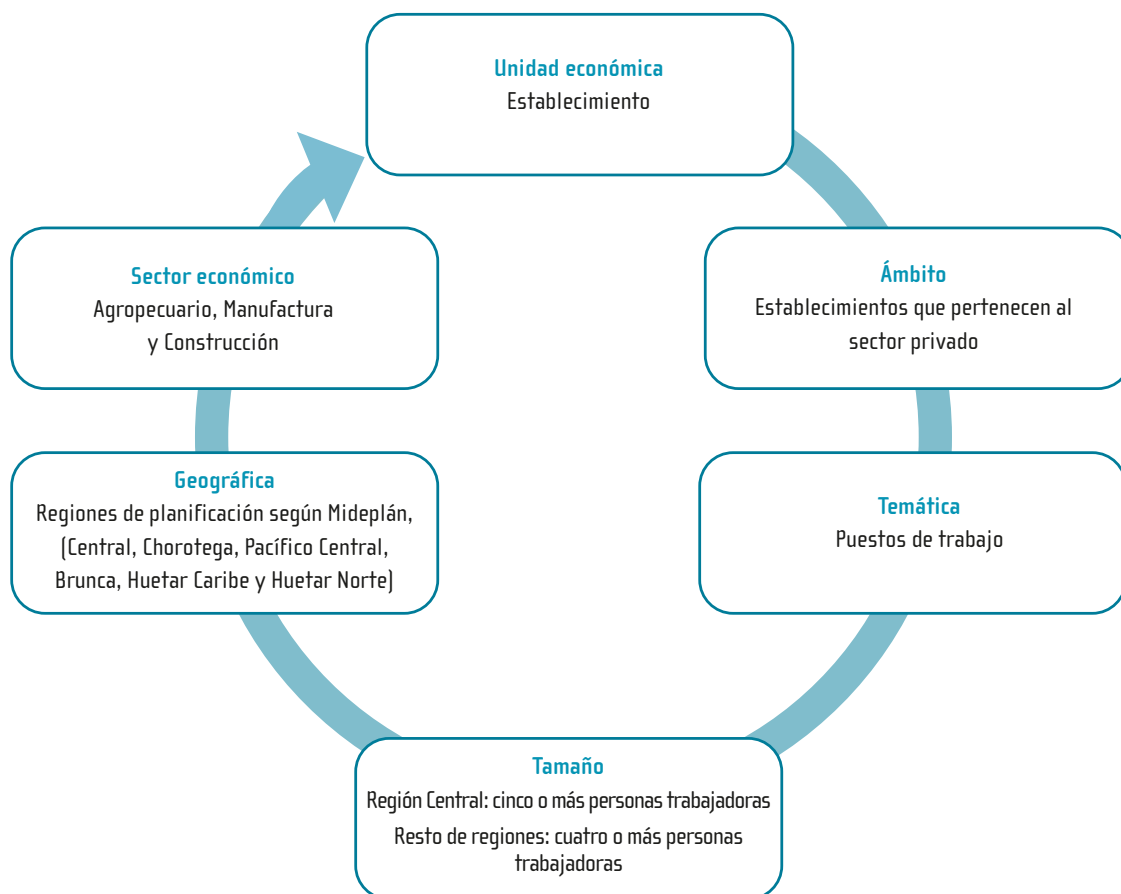 Unidad económica
Establecimiento
Ámbito
Establecimientos que pertenecen al
sector privado
Temática
Puestos de trabajo
Tamaño
Región Central: cinco o más personas trabajadoras
Resto de regiones: cuatro o más personas
trabajadoras
Geográfica
Regiones de planificación según Mideplán,
(Central, Chorotega, Pacífico Central,
Brunca, Huetar Caribe y Huetar Norte)
Sector económico
Agropecuario, Manufactura
y Construcción